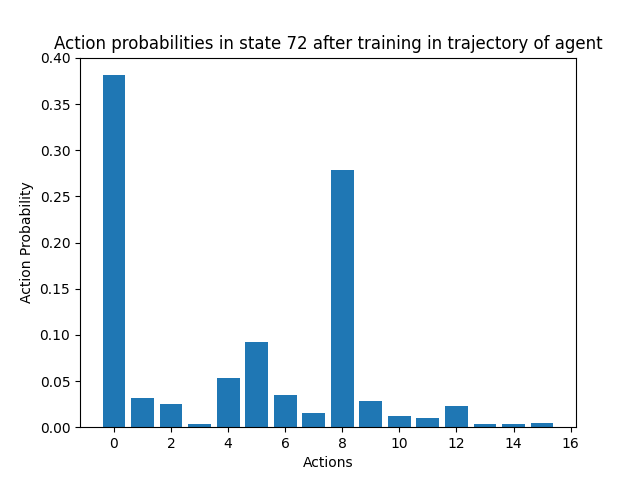 Action probabilities in state 72 after training in trajectory of agent
0.40
0.35
0.30
0.25
0.20
0.15
0.10
0.05
0.00
Action Probability
0 2 4 6 8 10 12 14 16
Actions